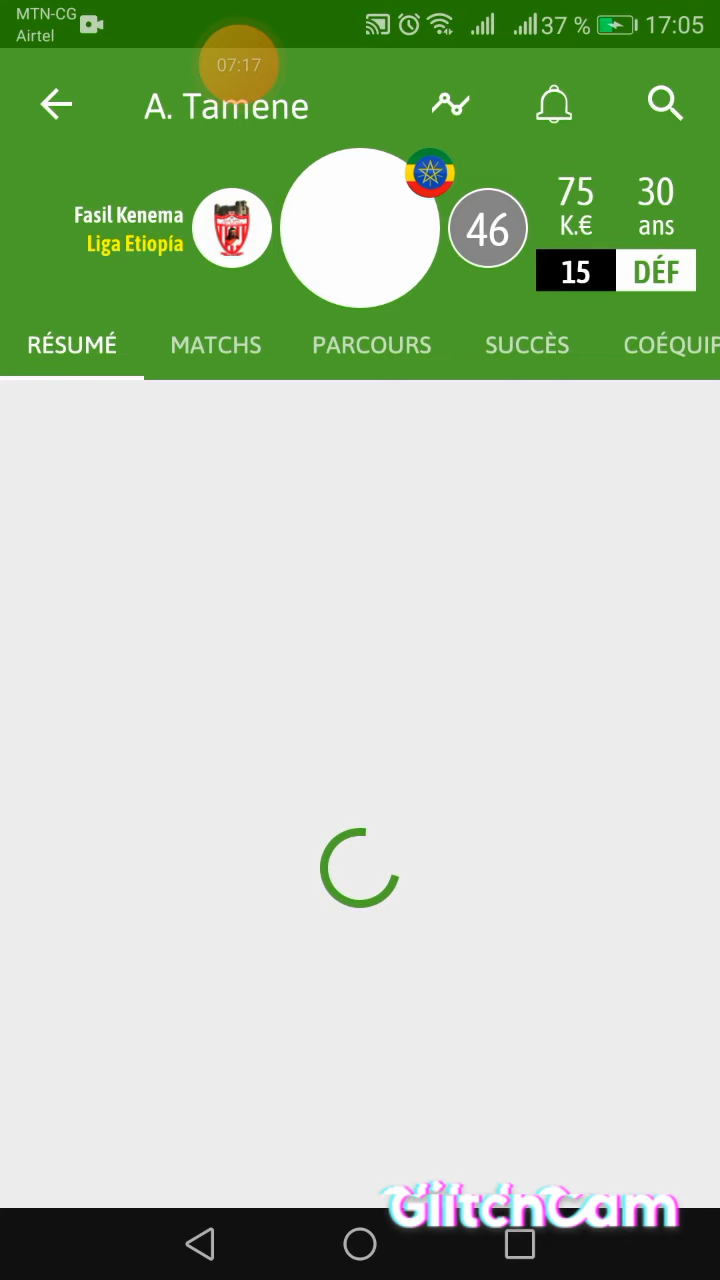 MTN-CG
Airtel
37 %
17:05
07:17
A. Tamene
Fasil Kenema
Liga Etiopía
46
75
K.€
30
ans
15
DÉF
RÉSUMÉ
MATCHS
PARCOURS
SUCCÈS
COÉQUIP
GlitchCam